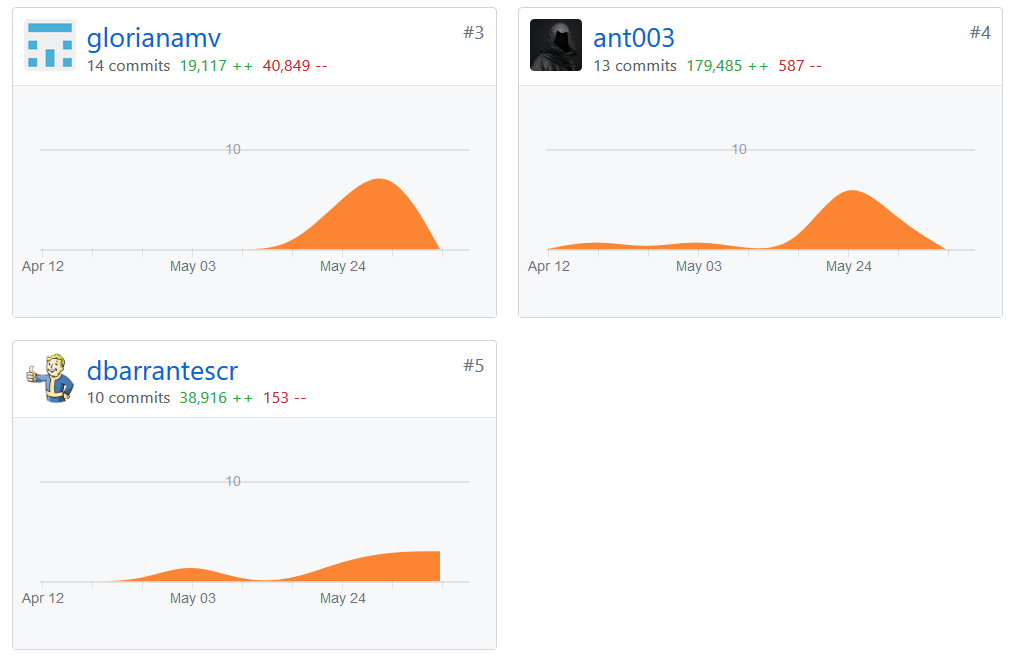 glorianamv #3
14 commits 19,117 ++ 40,849 --
10
Apr 12 May 03 May 24
ant003 #4
13 commits 179,485 ++ 587 --
10
Apr 12 May 03 May 24
dbarrantescr #5
10 commits 38,916 ++ 153 --
10
Apr 12 May 03 May 24